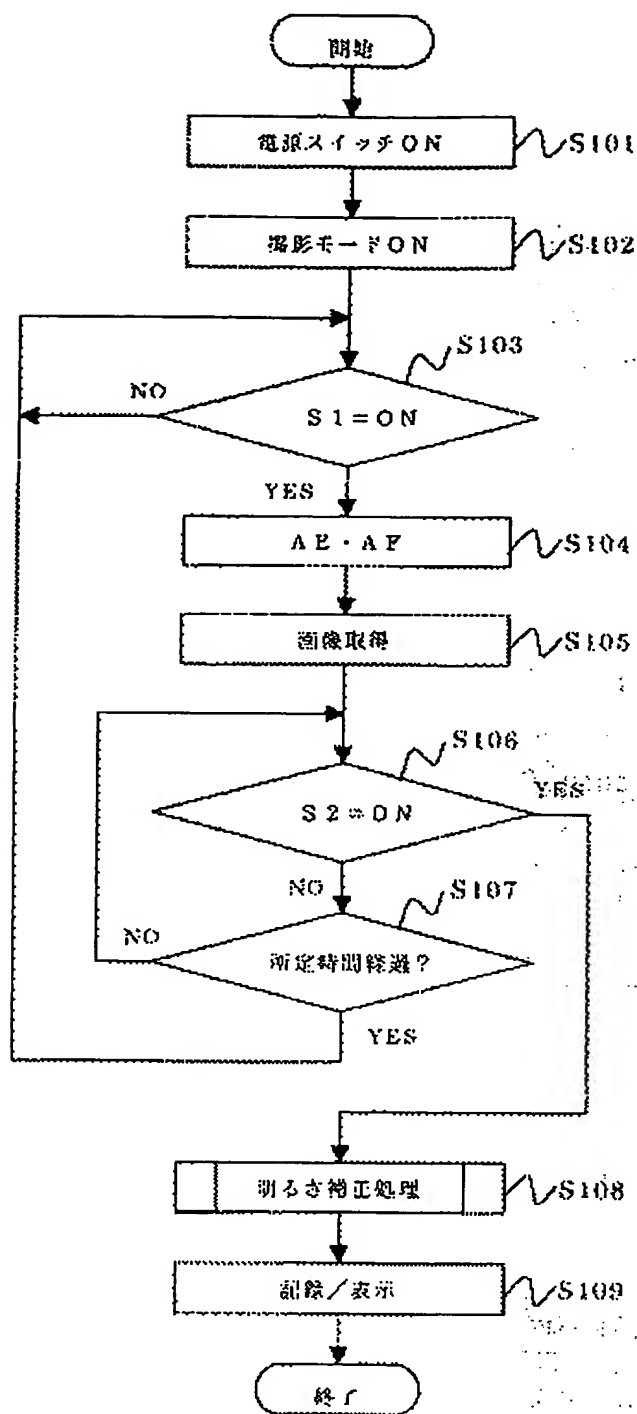 開始
電源スイッチON S101
撮影モードON S102
S103
NO
S1=ON
YES
AE・AF S104
画像取得 S105
S106
YES
S2=ON
NO
S107
NO
所定時間経過?
YES
明るさ補正処理 S108
記録/表示 S109
終了